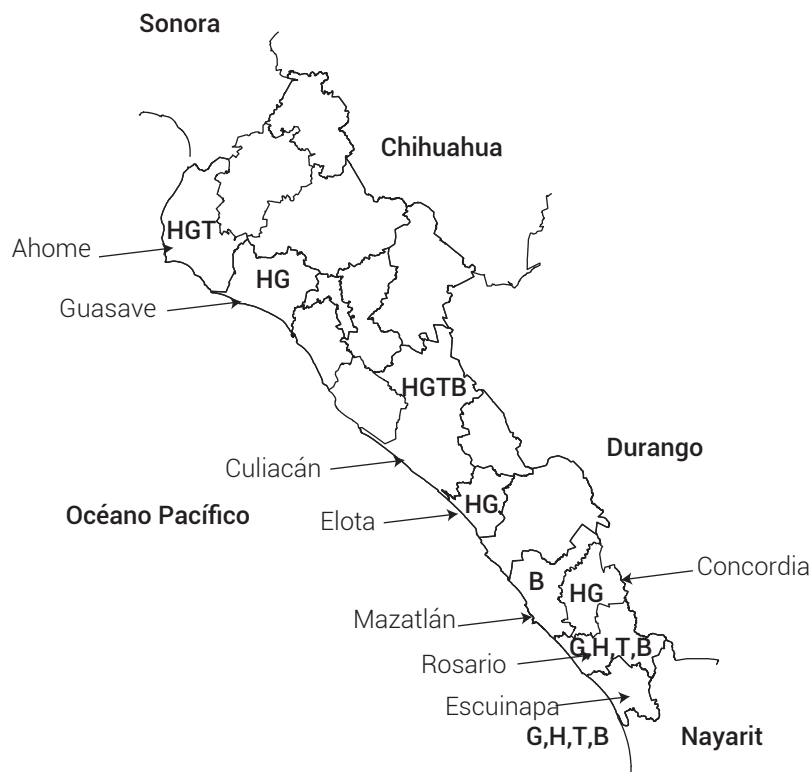 Sonora
Chihuahua
HGT
Ahome
HG
Guasave
HGTB
Durango
Culiacán
HG
Océano Pacífico
Elota
Concordia
B
HG
Mazatlán
G,H,T,B
Rosario
Escuinapa
G,H,T,B
Nayarit